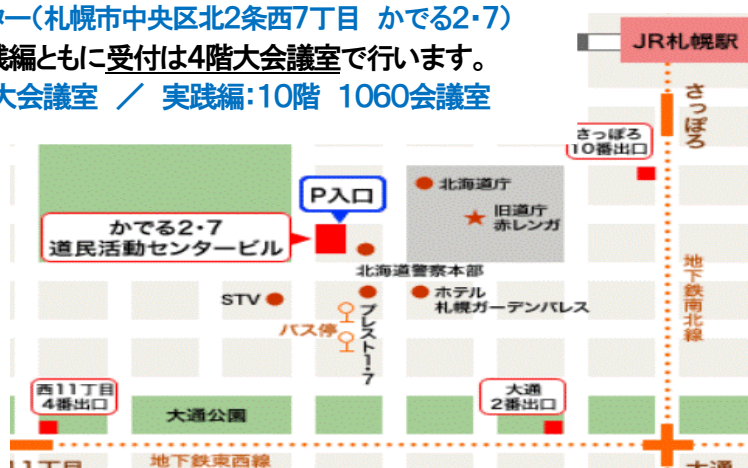 ター（札幌市中央区北2条西7丁目 かでる2・7）
践編ともに受付は4階大会議室で行います。
大会議室 ／ 実践編：10階 1060会議室
JR札幌駅
さっぽろ
さっぽろ
10番出口
P入口
北海道庁
旧道庁
赤レンガ
かでる2・7
道民活動センタービル
北海道警察本部
地下鉄南北線
STV
ホテル
札幌ガーデンパレス
バス停
プレスト1・7
西11丁目
4番出口
大通公園
大通
2番出口
11丁目
地下鉄東西線
大通